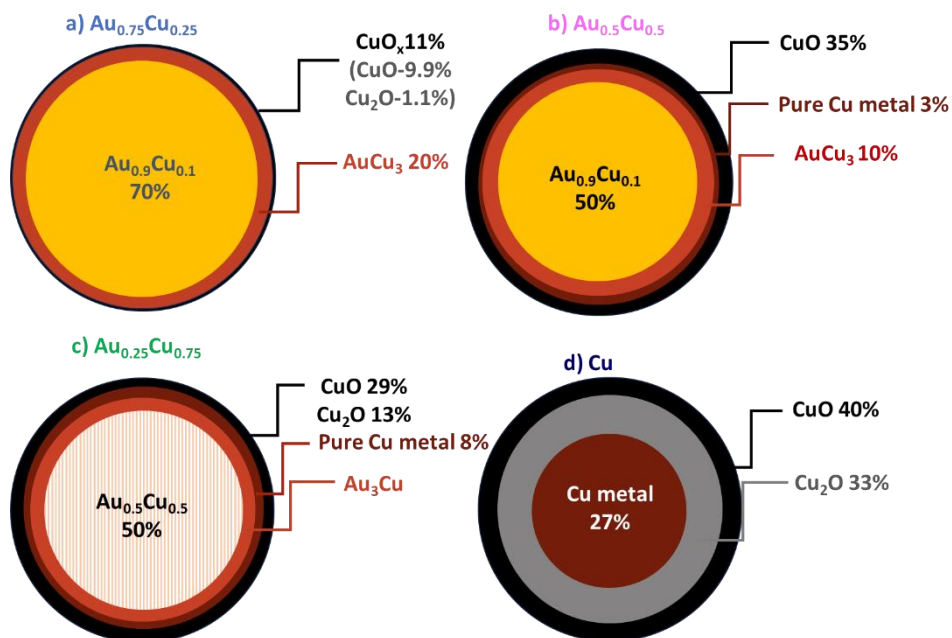 a) Au0.75Cu0.25
CuOx11%
(CuO-9.9%
Cu2O-1.1%)
Au0.9Cu0.1
70%
AuCu3 20%
b) Au0.5Cu0.5
CuO 35%
Pure Cu metal 3%
AuCu3 10%
Au0.9Cu0.1
50%
c) Au0.25Cu0.75
CuO 29%
Cu2O 13%
Pure Cu metal 8%
Au3Cu
Au0.5Cu0.5
50%
d) Cu
CuO 40%
Cu2O 33%
Cu metal
27%